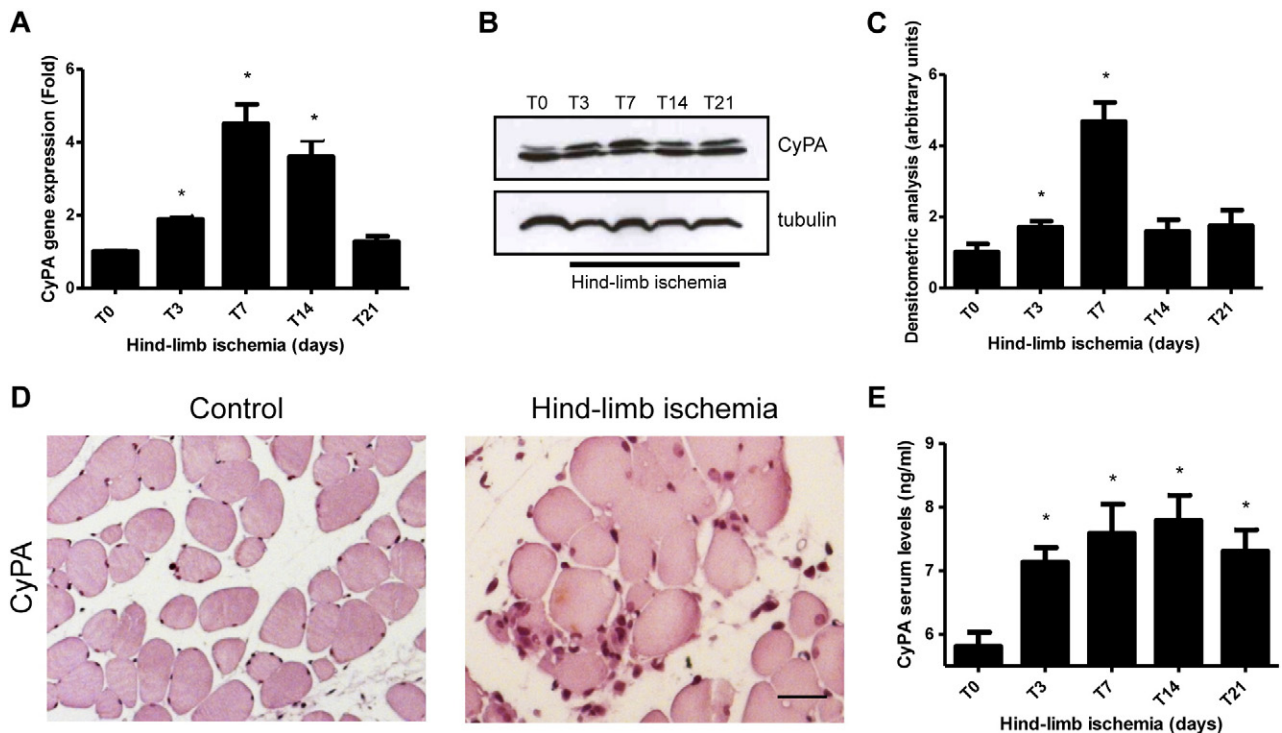 A
CyPA gene expression (Fold)
6
4
2
0
*
*
*
T0 T3 T7 T14 T21
Hind-limb ischemia (days)
B
T0 T3 T7 T14 T21
CyPA
tubulin
Hind-limb ischemia
C
Densitometric analysis (arbitrary units)
6
4
2
0
*
*
T0 T3 T7 T14 T21
Hind-limb ischemia (days)
D
Control
Hind-limb ischemia
CyPA
E
CyPA serum levels (ng/ml)
9
8
7
6
*
*
*
*
T0 T3 T7 T14 T21
Hind-limb ischemia (days)